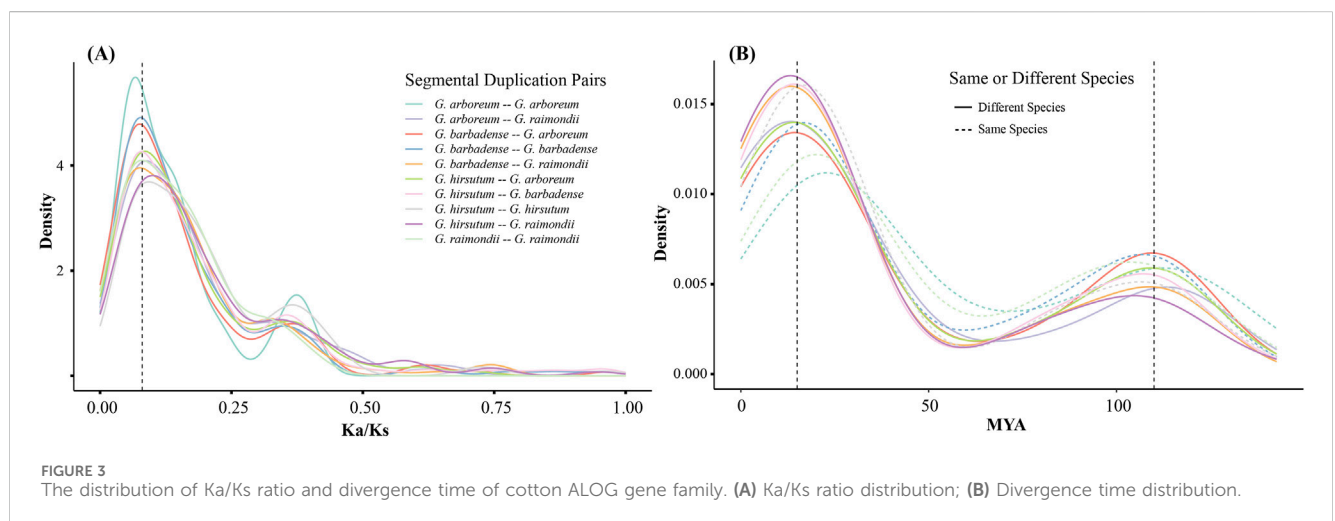 (A)
Segmental Duplication Pairs
G. arboreum -- G. arboreum
G. arboreum -- G. raimondii
G. barbadense -- G. arboreum
G. barbadense -- G. barbadense
G. barbadense -- G. raimondii
G. hirsutum -- G. arboreum
G. hirsutum -- G. barbadense
G. hirsutum -- G. hirsutum
G. hirsutum -- G. raimondii
G. raimondii -- G. raimondii
Density
4
2
0.00
0.25
0.50
0.75
1.00
Ka/Ks
(B)
Same or Different Species
Different Species
Same Species
Density
0.015
0.010
0.005
0.000
0
50
100
MYA
FIGURE 3
The distribution of Ka/Ks ratio and divergence time of cotton ALOG gene family. (A) Ka/Ks ratio distribution; (B) Divergence time distribution.